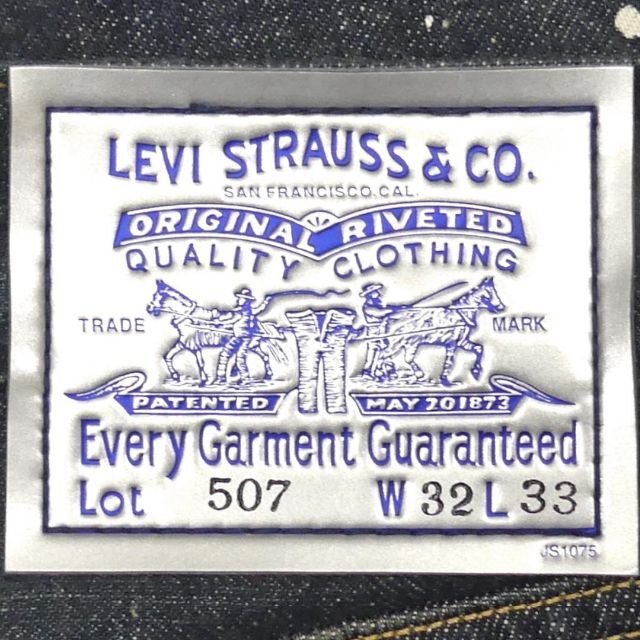 LEVI STRAUSS & CO.
SAN FRANCISCO, CAL.
ORIGINAL RIVETED
QUALITY CLOTHING
TRADE MARK
PATENTED MAY 20 1873
Every Garment Guaranteed
Lot 507 W 32 L 33
JS1075